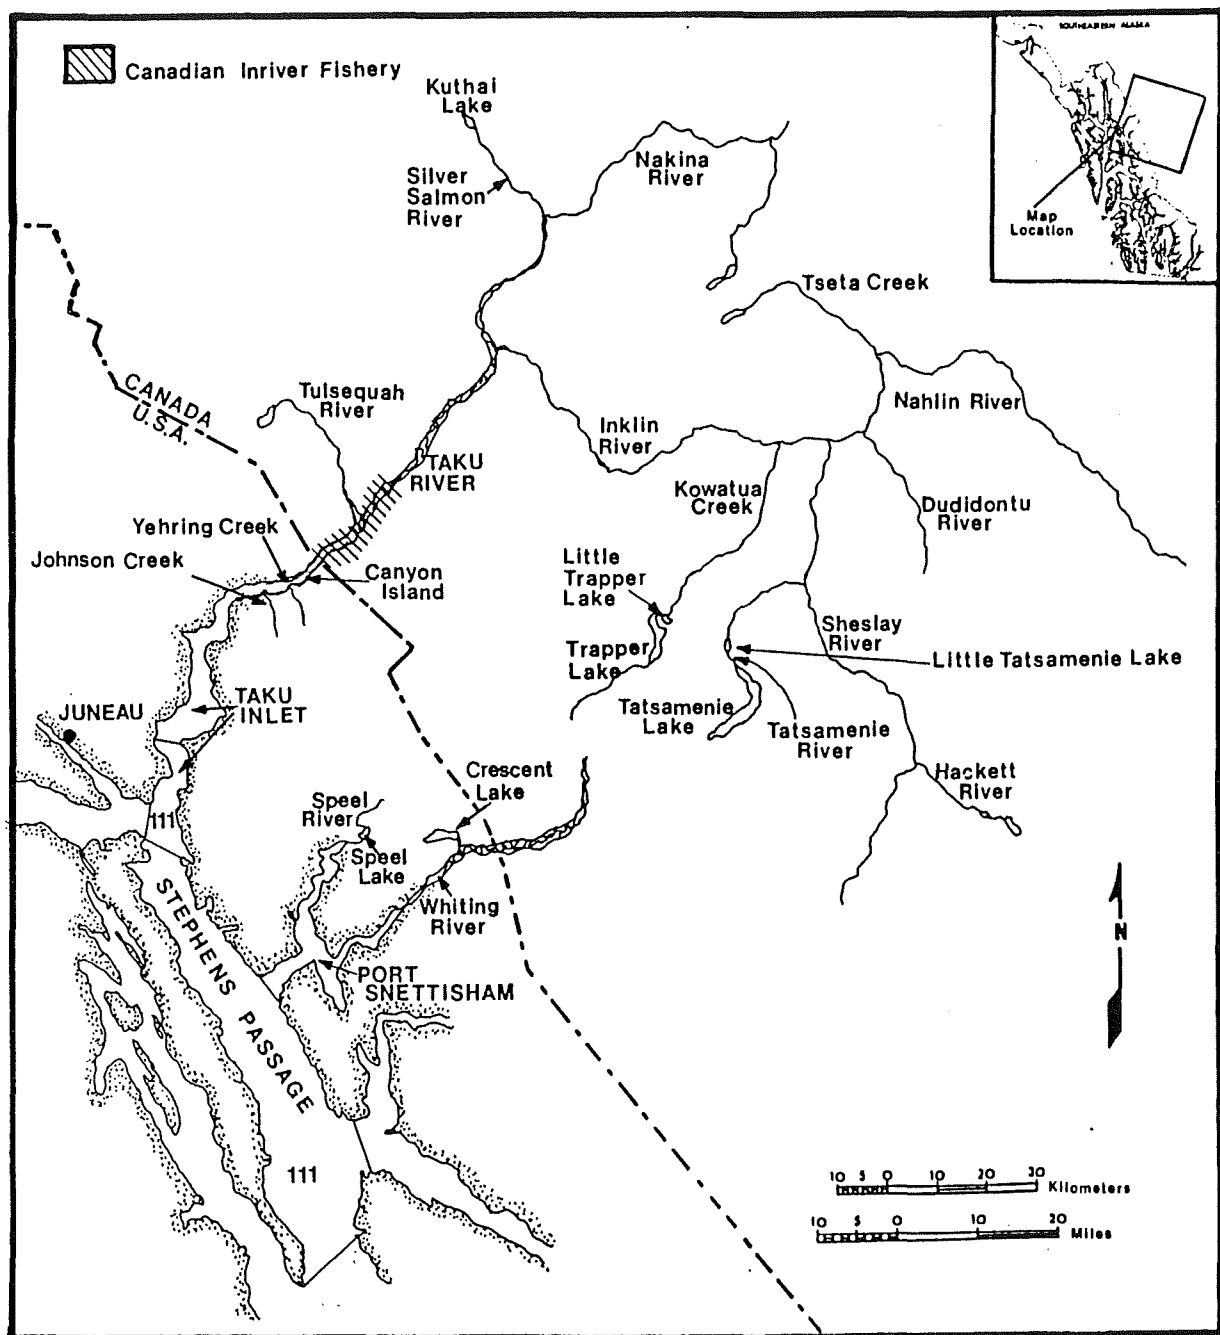 Canadian Inriver Fishery
SOUTHEASTERN ALASKA
Map
Location
Kuthai
Lake
Silver
Salmon
River
Nakina
River
Tseta Creek
CANADA
U.S.A.
Tulsequah
River
Nahlin River
Inklin
River
TAKU
RIVER
Kowatua
Creek
Dudidontu
River
Yehring Creek
Johnson Creek
Canyon
Island
Little
Trapper
Lake
Trapper
Lake
Sheslay
River
Little Tatsamenie Lake
Tatsamenie
Lake
Tatsamenie
River
TAKU
INLET
JUNEAU
Hackett
River
Crescent
Lake
Speel
River
111
Speel
Lake
Whiting
River
STEPHENS PASSAGE
N
PORT
SNETTISHAM
111
10 5 0 10 20 30
Kilometers
10 5 0 10 20
Miles